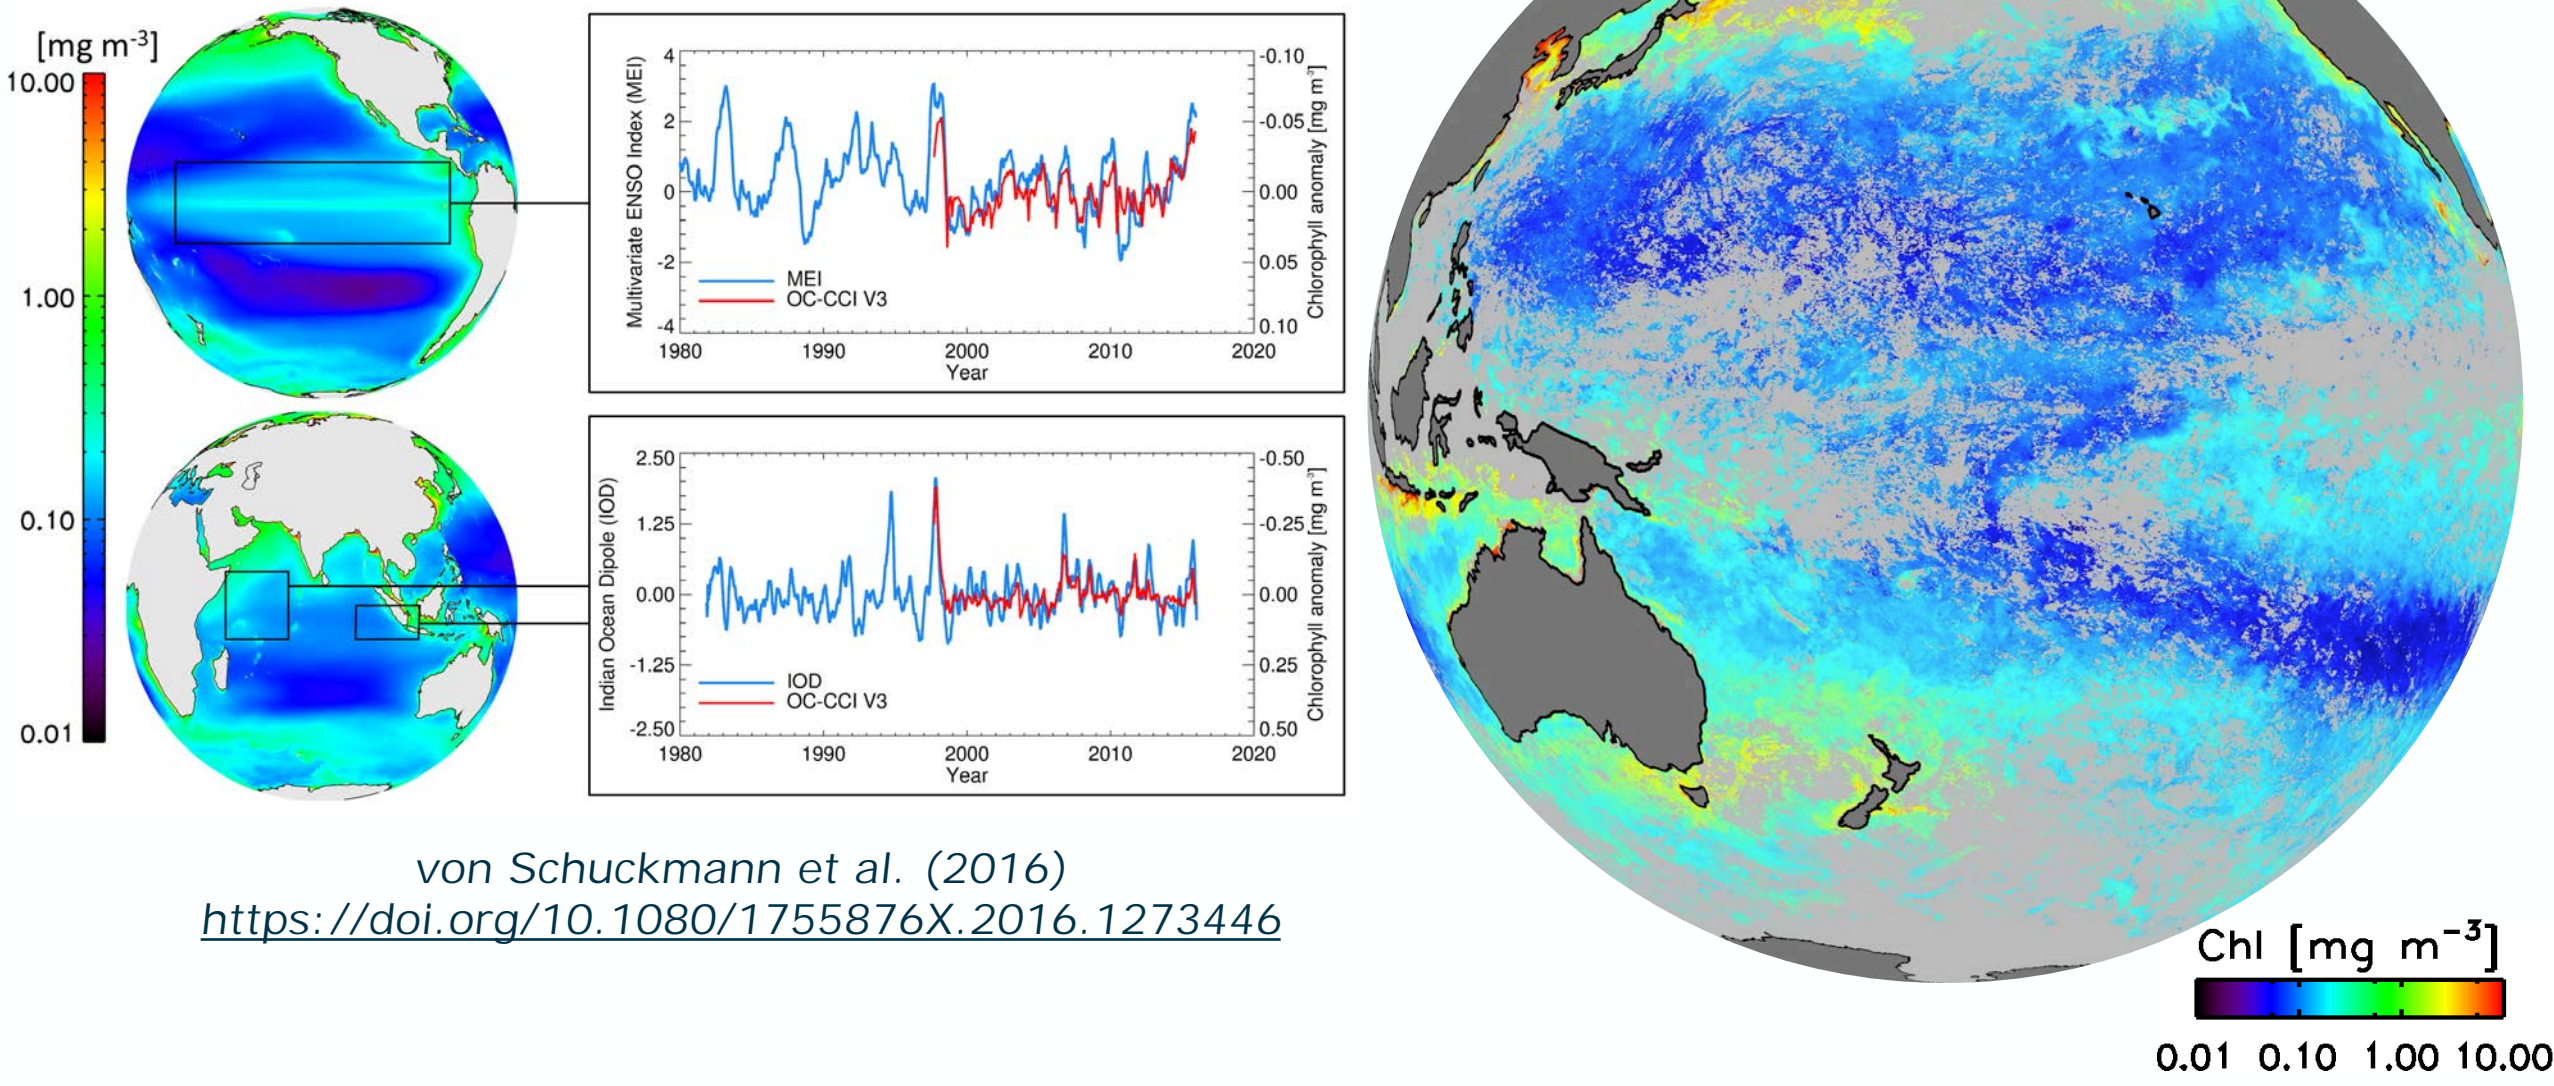 [mg m-3]
10.00
1.00
0.10
0.01
Multivariate ENSO Index (MEI)
4
2
0
-2
-4
-0.10
-0.05
0.00
0.05
0.10
Chlorophyll anomaly [mg m-3]
MEI
OC-CCI V3
1980 1990 2000 2010 2020
Year
Indian Ocean Dipole (IOD)
2.50
1.25
0.00
-1.25
-2.50
-0.50
-0.25
0.00
0.25
0.50
Chlorophyll anomaly [mg m-3]
IOD
OC-CCI V3
1980 1990 2000 2010 2020
Year
von Schuckmann et al. (2016)
https://doi.org/10.1080/1755876X.2016.1273446
Chl [mg m-3]
0.01 0.10 1.00 10.00